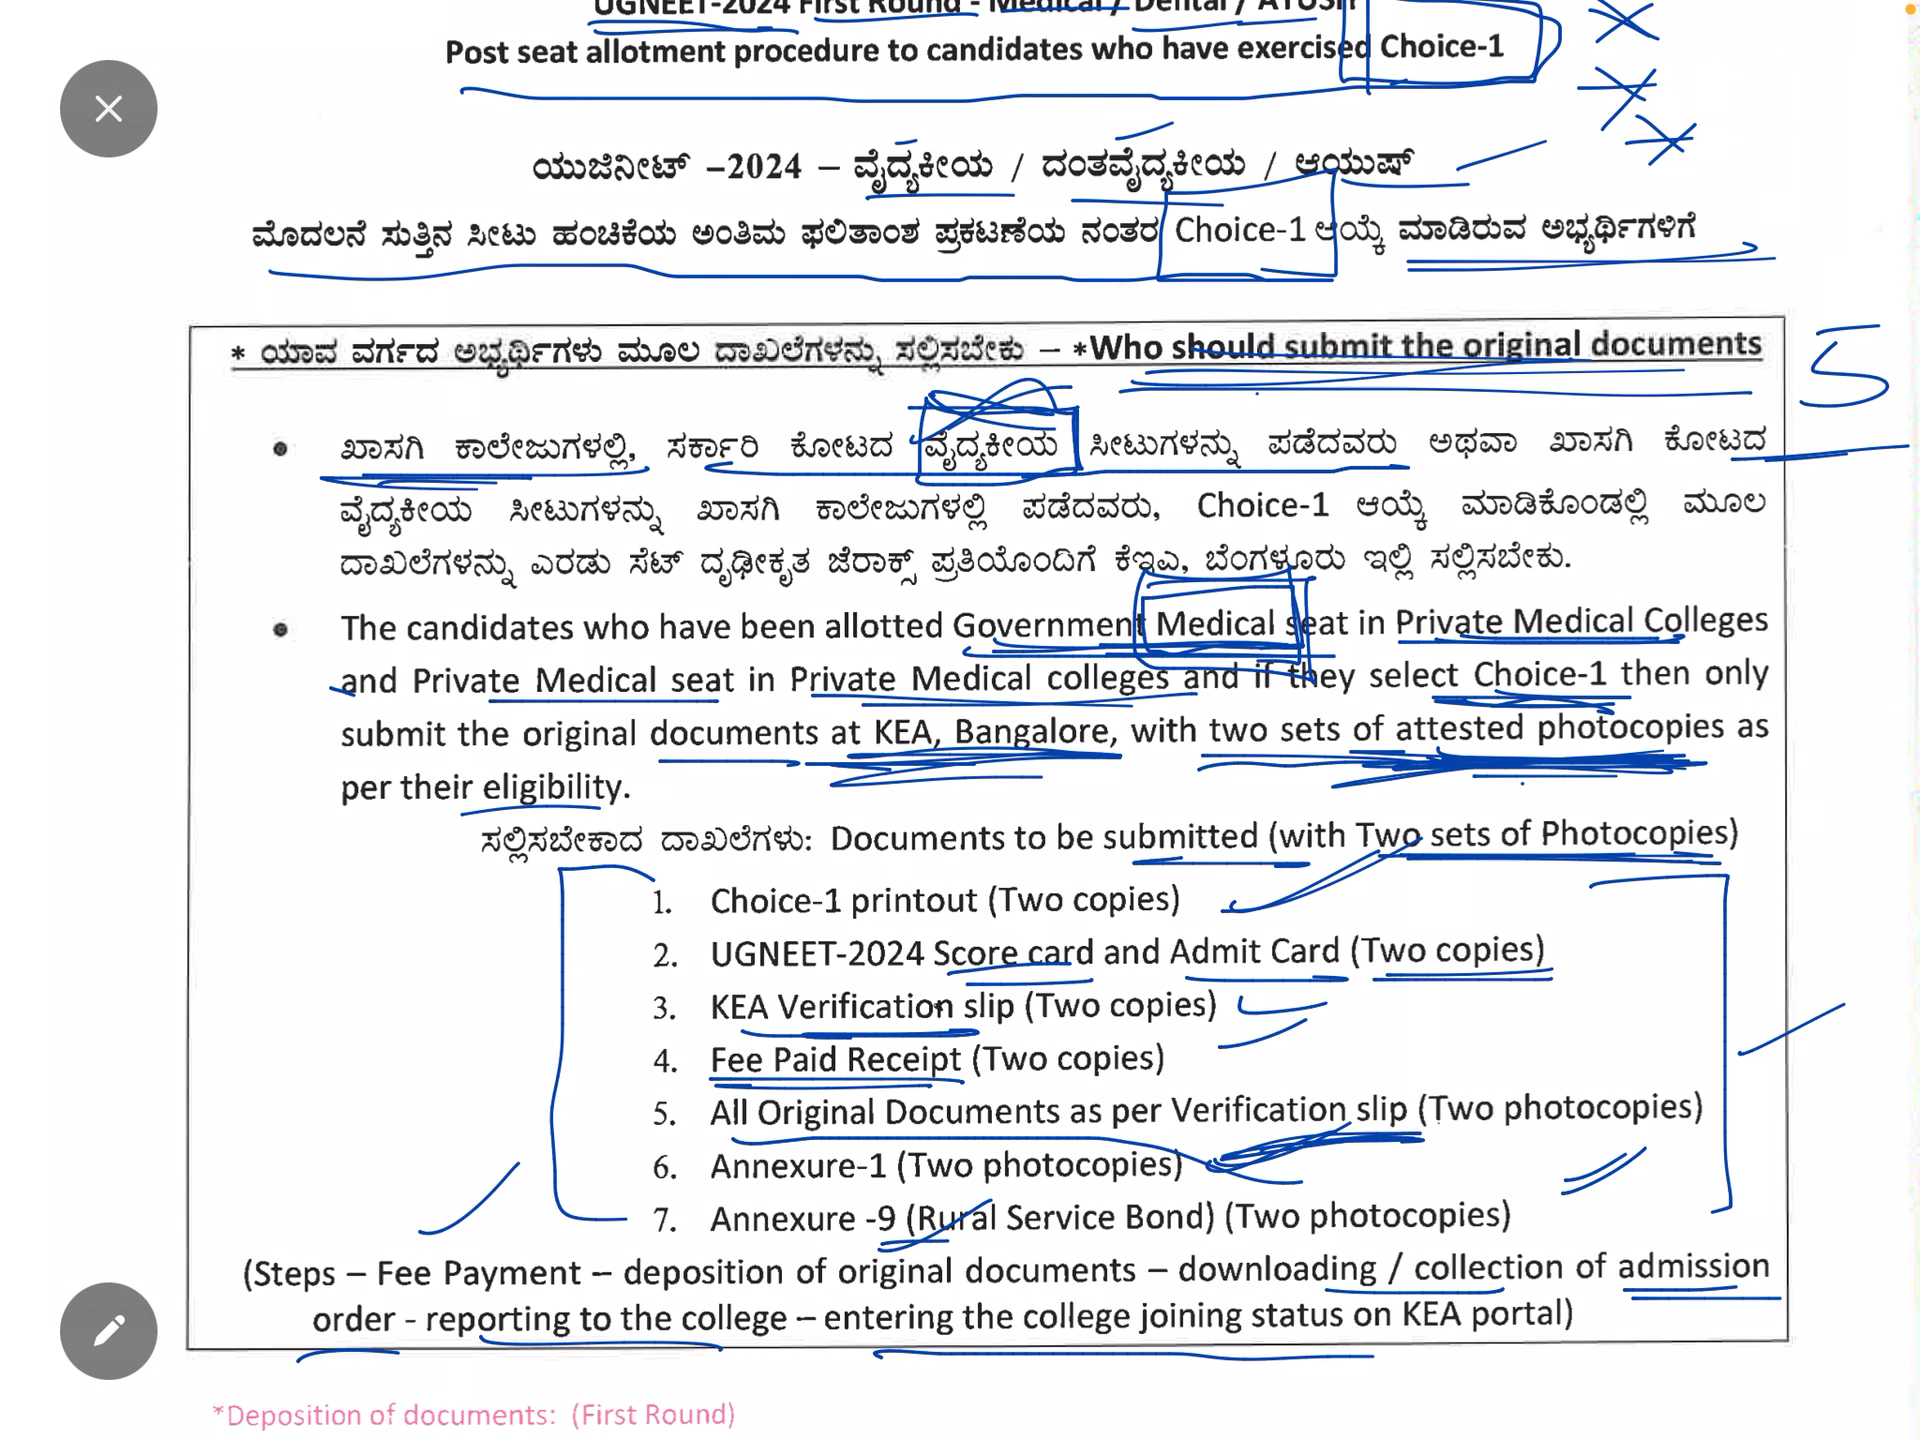 UGNEET-2024 First Round - Medical / Dental / AYUSH
Post seat allotment procedure to candidates who have exercised Choice-1
ಯುಜಿನೀಟ್ –2024 – ವೈದ್ಯಕೀಯ / ದಂತವೈದ್ಯಕೀಯ / ಆಯುಷ್
ಮೊದಲನೆ ಸುತ್ತಿನ ಸೀಟು ಹಂಚಿಕೆಯ ಅಂತಿಮ ಫಲಿತಾಂಶ ಪ್ರಕಟಣೆಯ ನಂತರ Choice-1 ಆಯ್ಕೆ ಮಾಡಿರುವ ಅಭ್ಯರ್ಥಿಗಳಿಗೆ
* ಯಾವ ವರ್ಗದ ಅಭ್ಯರ್ಥಿಗಳು ಮೂಲ ದಾಖಲೆಗಳನ್ನು ಸಲ್ಲಿಸಬೇಕು – *Who should submit the original documents
5
• ಖಾಸಗಿ ಕಾಲೇಜುಗಳಲ್ಲಿ, ಸರ್ಕಾರಿ ಕೋಟದ ವೈದ್ಯಕೀಯ ಸೀಟುಗಳನ್ನು ಪಡೆದವರು ಅಥವಾ ಖಾಸಗಿ ಕೋಟದ
ವೈದ್ಯಕೀಯ ಸೀಟುಗಳನ್ನು ಖಾಸಗಿ ಕಾಲೇಜುಗಳಲ್ಲಿ ಪಡೆದವರು, Choice-1 ಆಯ್ಕೆ ಮಾಡಿಕೊಂಡಲ್ಲಿ ಮೂಲ
ದಾಖಲೆಗಳನ್ನು ಎರಡು ಸೆಟ್ ದೃಢೀಕೃತ ಜೆರಾಕ್ಸ್ ಪ್ರತಿಯೊಂದಿಗೆ ಕೆಇಎ, ಬೆಂಗಳೂರು ಇಲ್ಲಿ ಸಲ್ಲಿಸಬೇಕು.
• The candidates who have been allotted Government Medical seat in Private Medical Colleges
and Private Medical seat in Private Medical colleges and if they select Choice-1 then only
submit the original documents at KEA, Bangalore, with two sets of attested photocopies as
per their eligibility.
ಸಲ್ಲಿಸಬೇಕಾದ ದಾಖಲೆಗಳು: Documents to be submitted (with Two sets of Photocopies)
1. Choice-1 printout (Two copies)
2. UGNEET-2024 Score card and Admit Card (Two copies)
3. KEA Verification slip (Two copies)
4. Fee Paid Receipt (Two copies)
5. All Original Documents as per Verification slip (Two photocopies)
6. Annexure-1 (Two photocopies)
7. Annexure -9 (Rural Service Bond) (Two photocopies)
(Steps – Fee Payment – deposition of original documents – downloading / collection of admission
order - reporting to the college – entering the college joining status on KEA portal)
*Deposition of documents: (First Round)